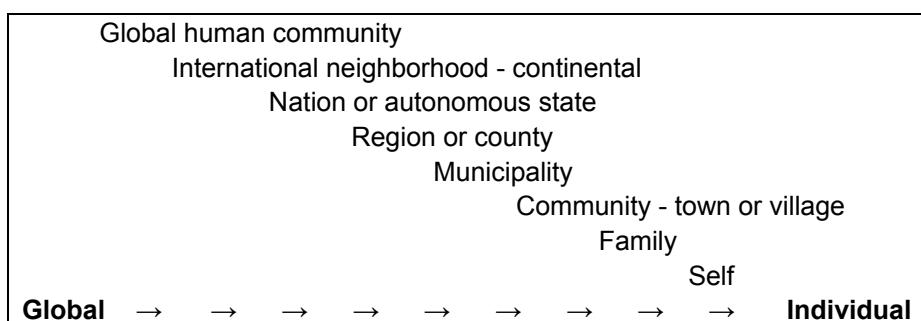 Global human community
International neighborhood - continental
Nation or autonomous state
Region or county
Municipality
Community - town or village
Family
Self
Global → → → → → → → → → Individual